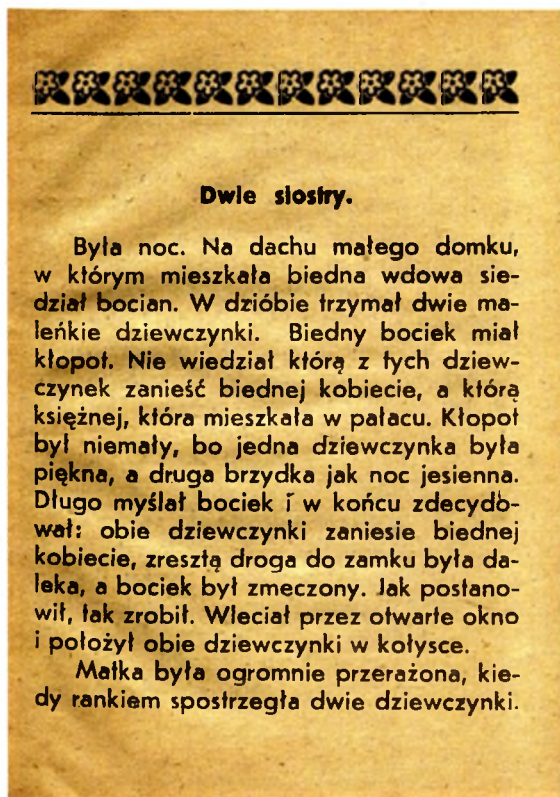 Dwie siostry.
Była noc. Na dachu małego domku,
w którym mieszkała biedna wdowa sie-
dział bocian. W dzióbie trzymał dwie ma-
leńkie dziewczynki. Biedny bociek miał
kłopot. Nie wiedział którą z tych dziew-
czynek zanieść biednej kobiecie, a którą
księżnej, która mieszkała w pałacu. Kłopot
był niemały, bo jedna dziewczynka była
piękna, a druga brzydka jak noc jesienna.
Długo myślał bociek i w końcu zdecydo-
wał: obie dziewczynki zaniesie biednej
kobiecie, zresztą droga do zamku była da-
leka, a bociek był zmeczony. Jak postano-
wił, tak zrobił. Wleciał przez otwarte okno
i położył obie dziewczynki w kołysce.
Matka była ogromnie przerażona, kie-
dy rankiem spostrzegła dwie dziewczynki.